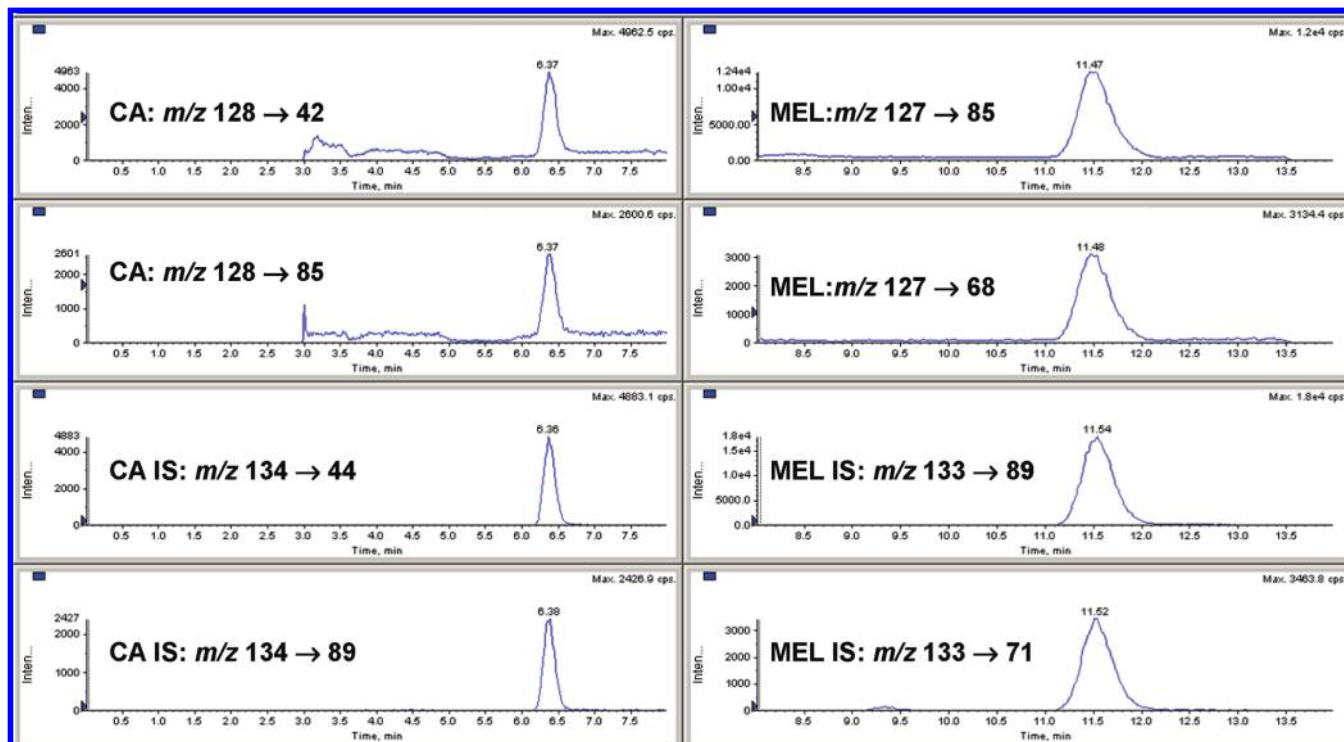 Max. 4962.5 cps.
6.37
4963
4000
2000
0
Inten...
CA: m/z 128 → 42
0.5 1.0 1.5 2.0 2.5 3.0 3.5 4.0 4.5 5.0 5.5 6.0 6.5 7.0 7.5
Time, min
Max. 1.2e4 cps.
11.47
1.24e4
1.00e4
5000.00
0.00
Inten...
MEL:m/z 127 → 85
8.5 9.0 9.5 10.0 10.5 11.0 11.5 12.0 12.5 13.0 13.5
Time, min
Max. 2600.6 cps.
6.37
2601
2000
1000
0
Inten...
CA: m/z 128 → 85
0.5 1.0 1.5 2.0 2.5 3.0 3.5 4.0 4.5 5.0 5.5 6.0 6.5 7.0 7.5
Time, min
Max. 3134.4 cps.
11.48
3000
2000
1000
0
Inten...
MEL:m/z 127 → 68
8.5 9.0 9.5 10.0 10.5 11.0 11.5 12.0 12.5 13.0 13.5
Time, min
Max. 4883.1 cps.
6.36
4883
4000
2000
0
Inten...
CA IS: m/z 134 → 44
0.5 1.0 1.5 2.0 2.5 3.0 3.5 4.0 4.5 5.0 5.5 6.0 6.5 7.0 7.5
Time, min
Max. 1.8e4 cps.
11.54
1.8e4
1.5e4
1.0e4
5000.0
0.0
Inten...
MEL IS: m/z 133 → 89
8.5 9.0 9.5 10.0 10.5 11.0 11.5 12.0 12.5 13.0 13.5
Time, min
Max. 2426.9 cps.
6.38
2427
2000
1000
0
Inten...
CA IS: m/z 134 → 89
0.5 1.0 1.5 2.0 2.5 3.0 3.5 4.0 4.5 5.0 5.5 6.0 6.5 7.0 7.5
Time, min
Max. 3463.8 cps.
11.52
3000
2000
1000
0
Inten...
MEL IS: m/z 133 → 71
8.5 9.0 9.5 10.0 10.5 11.0 11.5 12.0 12.5 13.0 13.5
Time, min